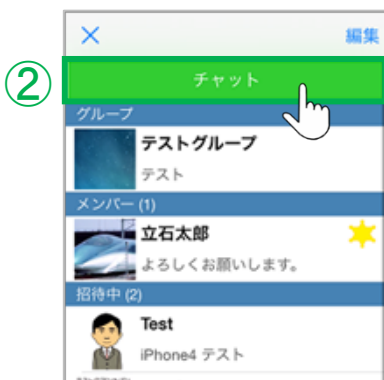 編集
②
チャット
グループ
テストグループ
テスト
メンバー (1)
立石太郎
よろしくお願いします。
招待中 (2)
Test
iPhone4 テスト